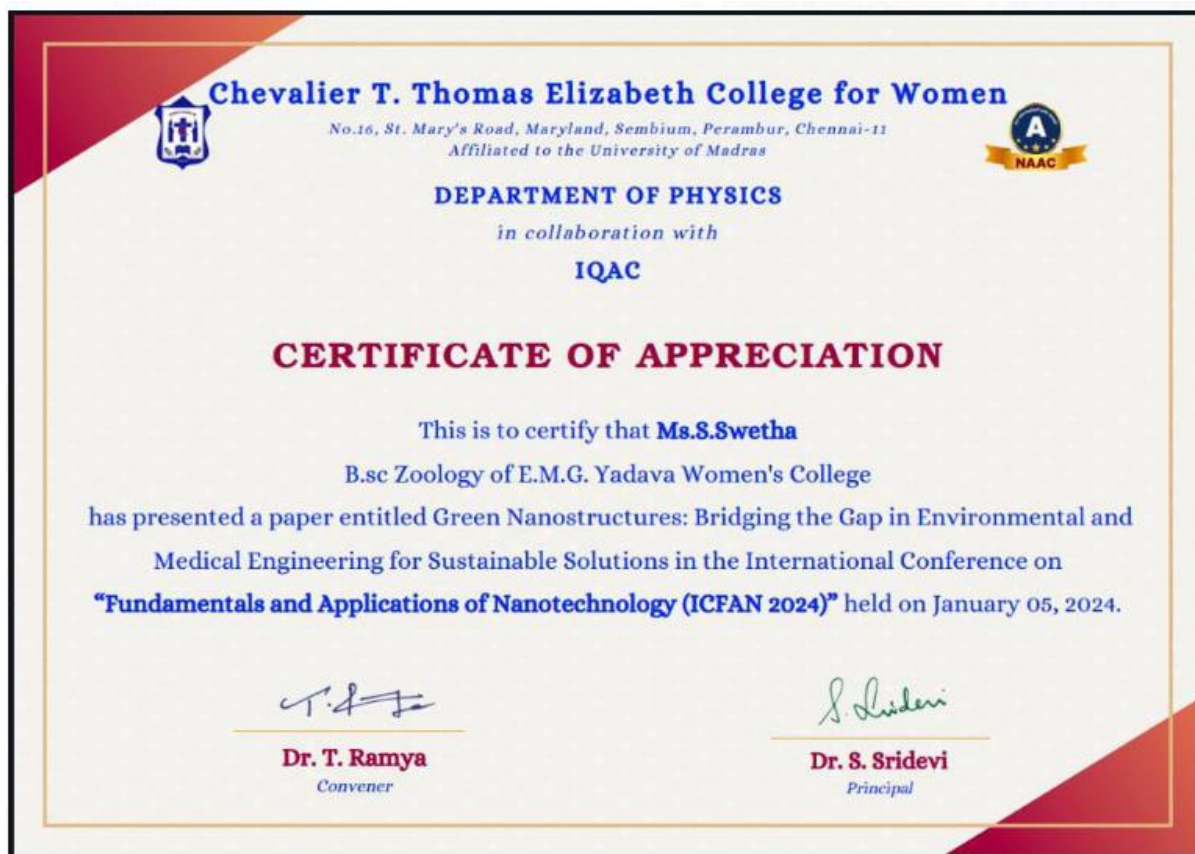 Chevalier T. Thomas Elizabeth College for Women
No.16, St. Mary's Road, Maryland, Sembium, Perambur, Chennai-11
Affiliated to the University of Madras
A
NAAC
DEPARTMENT OF PHYSICS
in collaboration with
IQAC
CERTIFICATE OF APPRECIATION
This is to certify that Ms.S.Swetha
B.sc Zoology of E.M.G. Yadava Women's College
has presented a paper entitled Green Nanostructures: Bridging the Gap in Environmental and
Medical Engineering for Sustainable Solutions in the International Conference on
“Fundamentals and Applications of Nanotechnology (ICFAN 2024)” held on January 05, 2024.
S. Sridevi
Dr. T. Ramya
Convener
Dr. S. Sridevi
Principal